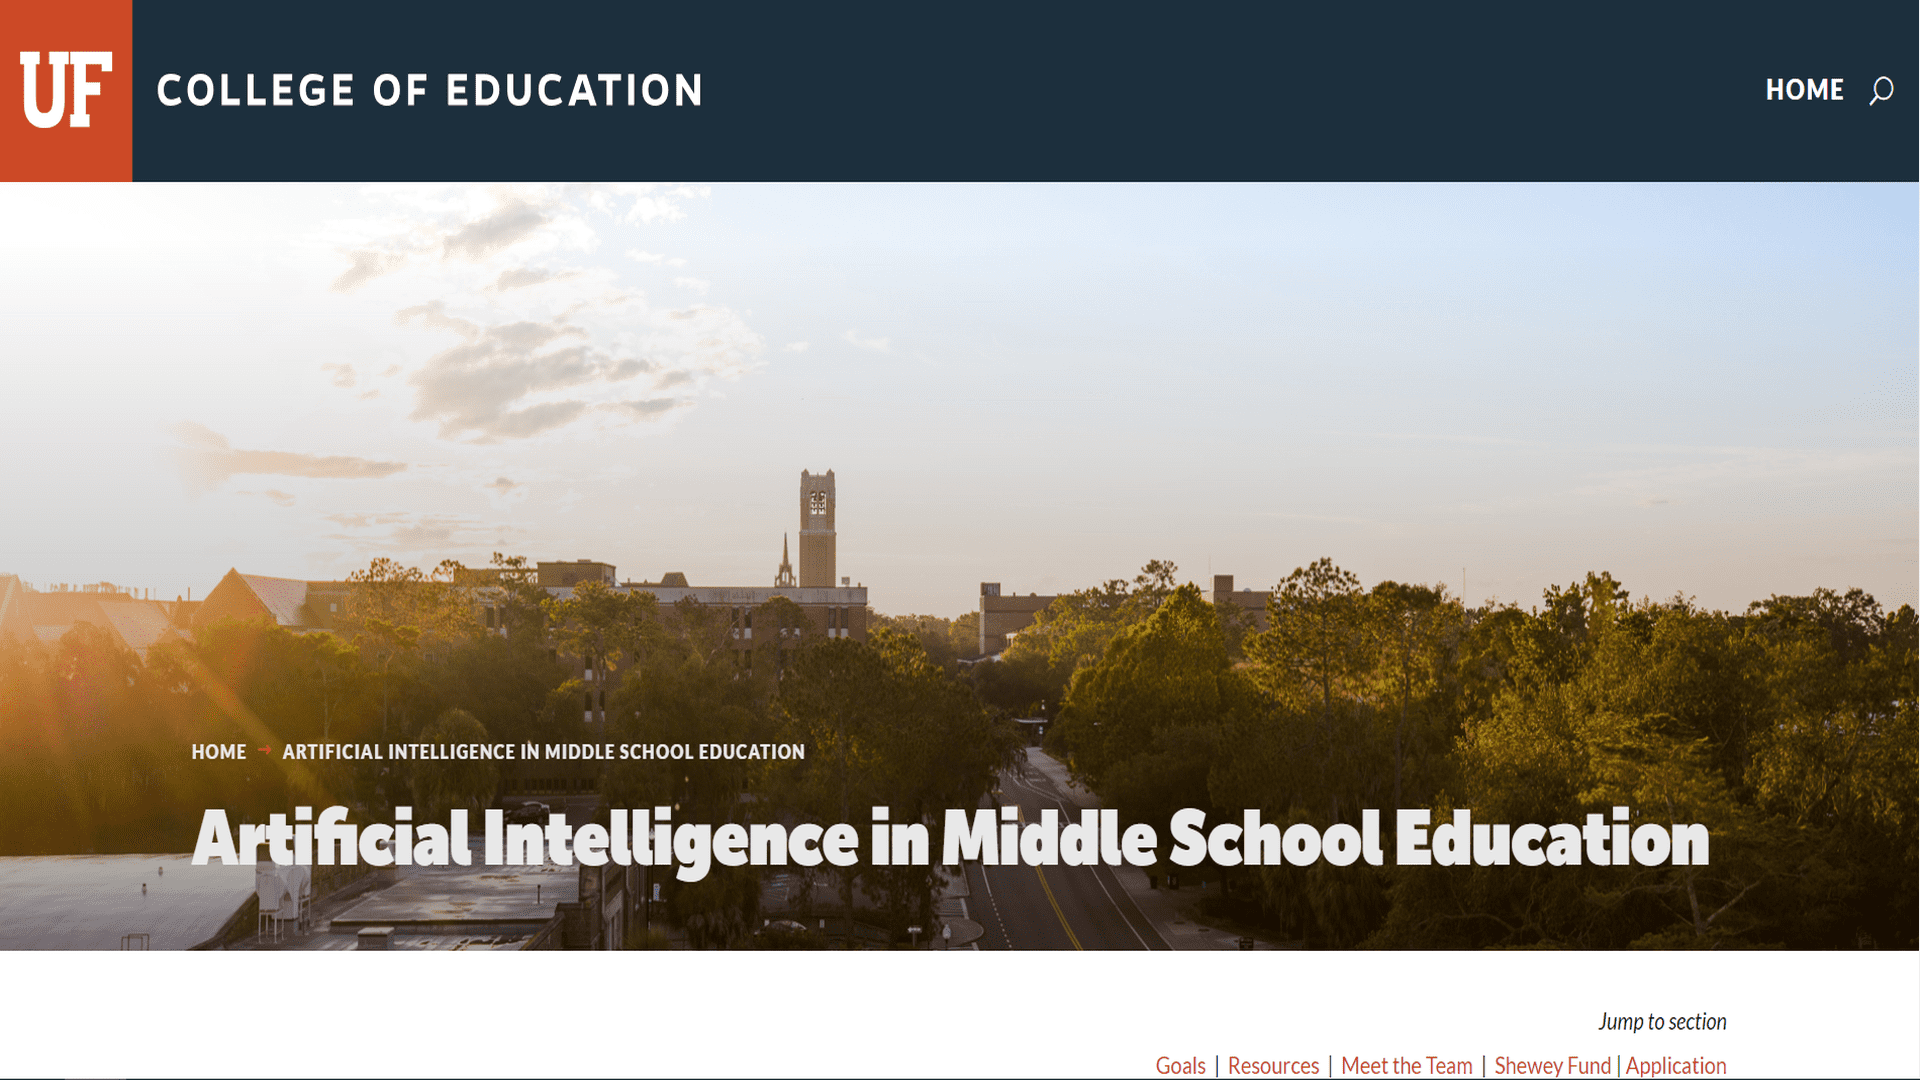 UF
COLLEGE OF EDUCATION
HOME
HOME → ARTIFICIAL INTELLIGENCE IN MIDDLE SCHOOL EDUCATION
Artificial Intelligence in Middle School Education
Jump to section
Goals | Resources | Meet the Team | Shewey Fund | Application